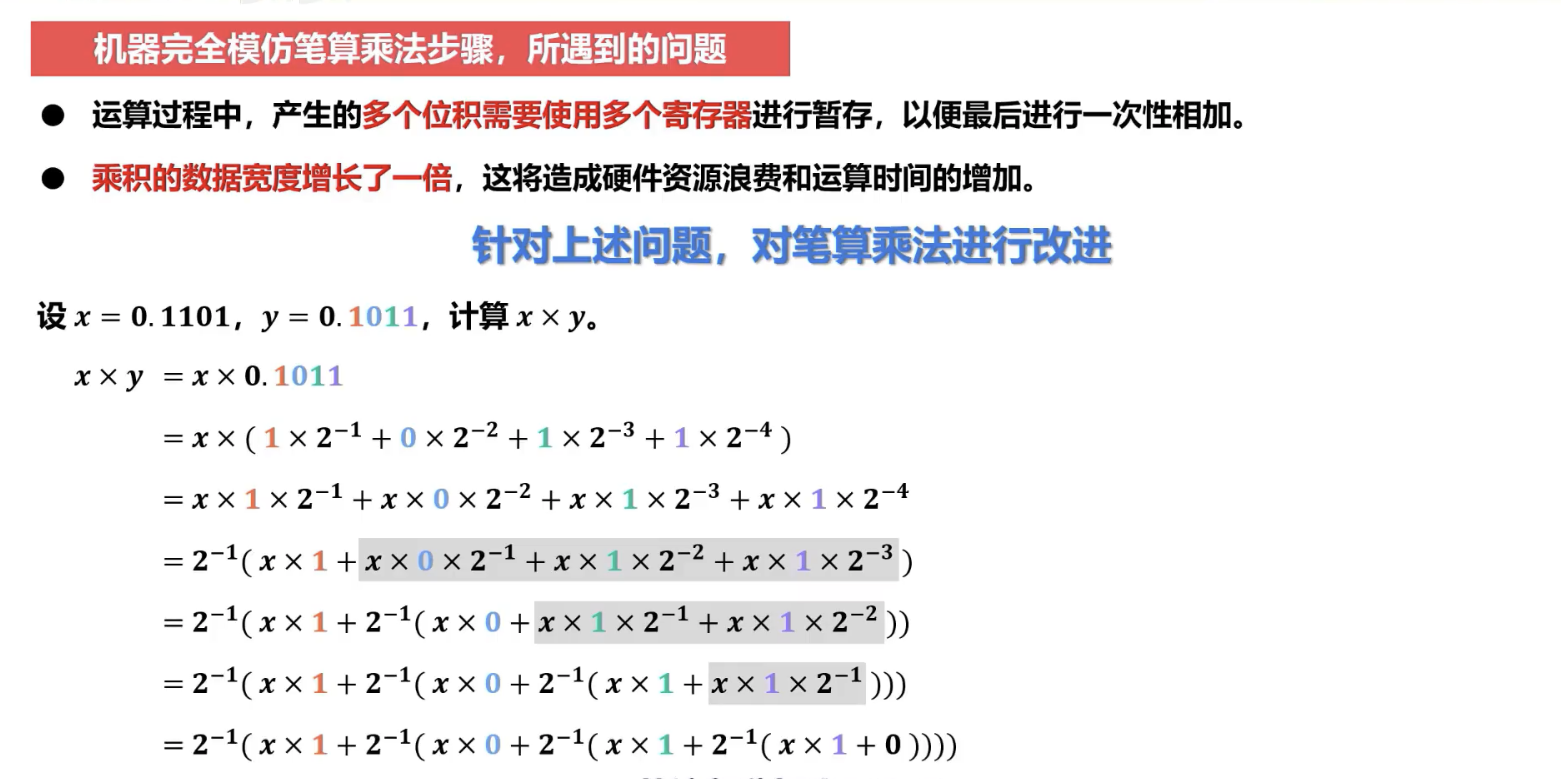 机器完全模仿笔算乘法步骤，所遇到的问题
● 运算过程中，产生的多个位积需要使用多个寄存器进行暂存，以便最后进行一次性相加。
● 乘积的数据宽度增长了一倍，这将造成硬件资源浪费和运算时间的增加。
针对上述问题，对笔算乘法进行改进
设 x = 0.1101，y = 0.1011，计算 x × y。
x × y = x × 0.1011
= x × ( 1 × 2⁻¹ + 0 × 2⁻² + 1 × 2⁻³ + 1 × 2⁻⁴ )
= x × 1 × 2⁻¹ + x × 0 × 2⁻² + x × 1 × 2⁻³ + x × 1 × 2⁻⁴
= 2⁻¹( x × 1 + x × 0 × 2⁻¹ + x × 1 × 2⁻² + x × 1 × 2⁻³ )
= 2⁻¹( x × 1 + 2⁻¹( x × 0 + x × 1 × 2⁻¹ + x × 1 × 2⁻² ))
= 2⁻¹( x × 1 + 2⁻¹( x × 0 + 2⁻¹( x × 1 + x × 1 × 2⁻¹ )))
= 2⁻¹( x × 1 + 2⁻¹( x × 0 + 2⁻¹( x × 1 + 2⁻¹( x × 1 + 0 ))))